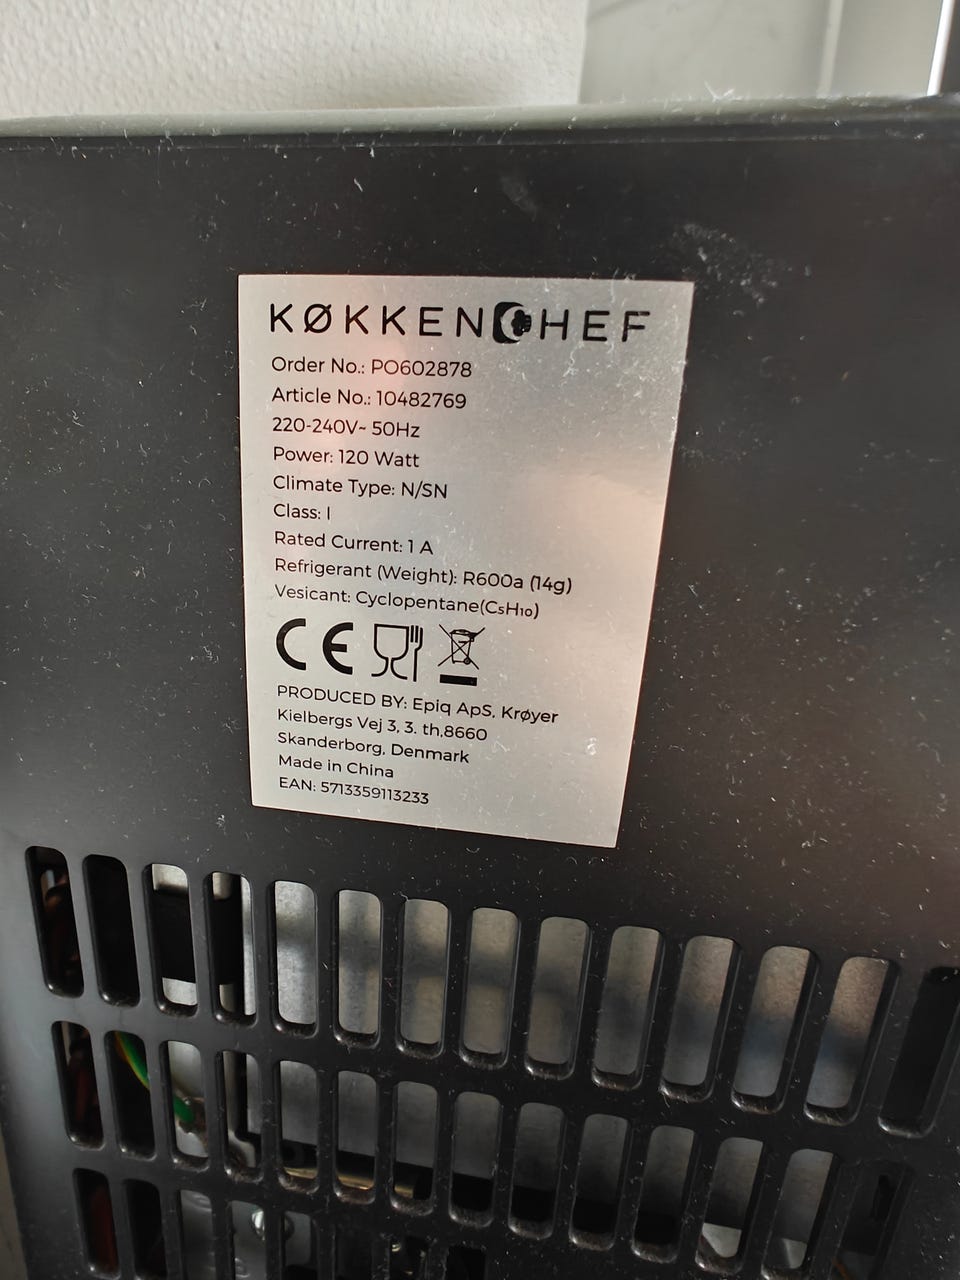 KØKKENCHEF
Order No.: PO602878
Article No.: 10482769
220-240V~ 50Hz
Power: 120 Watt
Climate Type: N/SN
Class: I
Rated Current: 1 A
Refrigerant (Weight): R600a (14g)
Vesicant: Cyclopentane(C₅H₁₀)
CE
PRODUCED BY: Epiq ApS, Krøyer
Kielbergs Vej 3, 3. th.8660
Skanderborg, Denmark
Made in China
EAN: 5713359113233